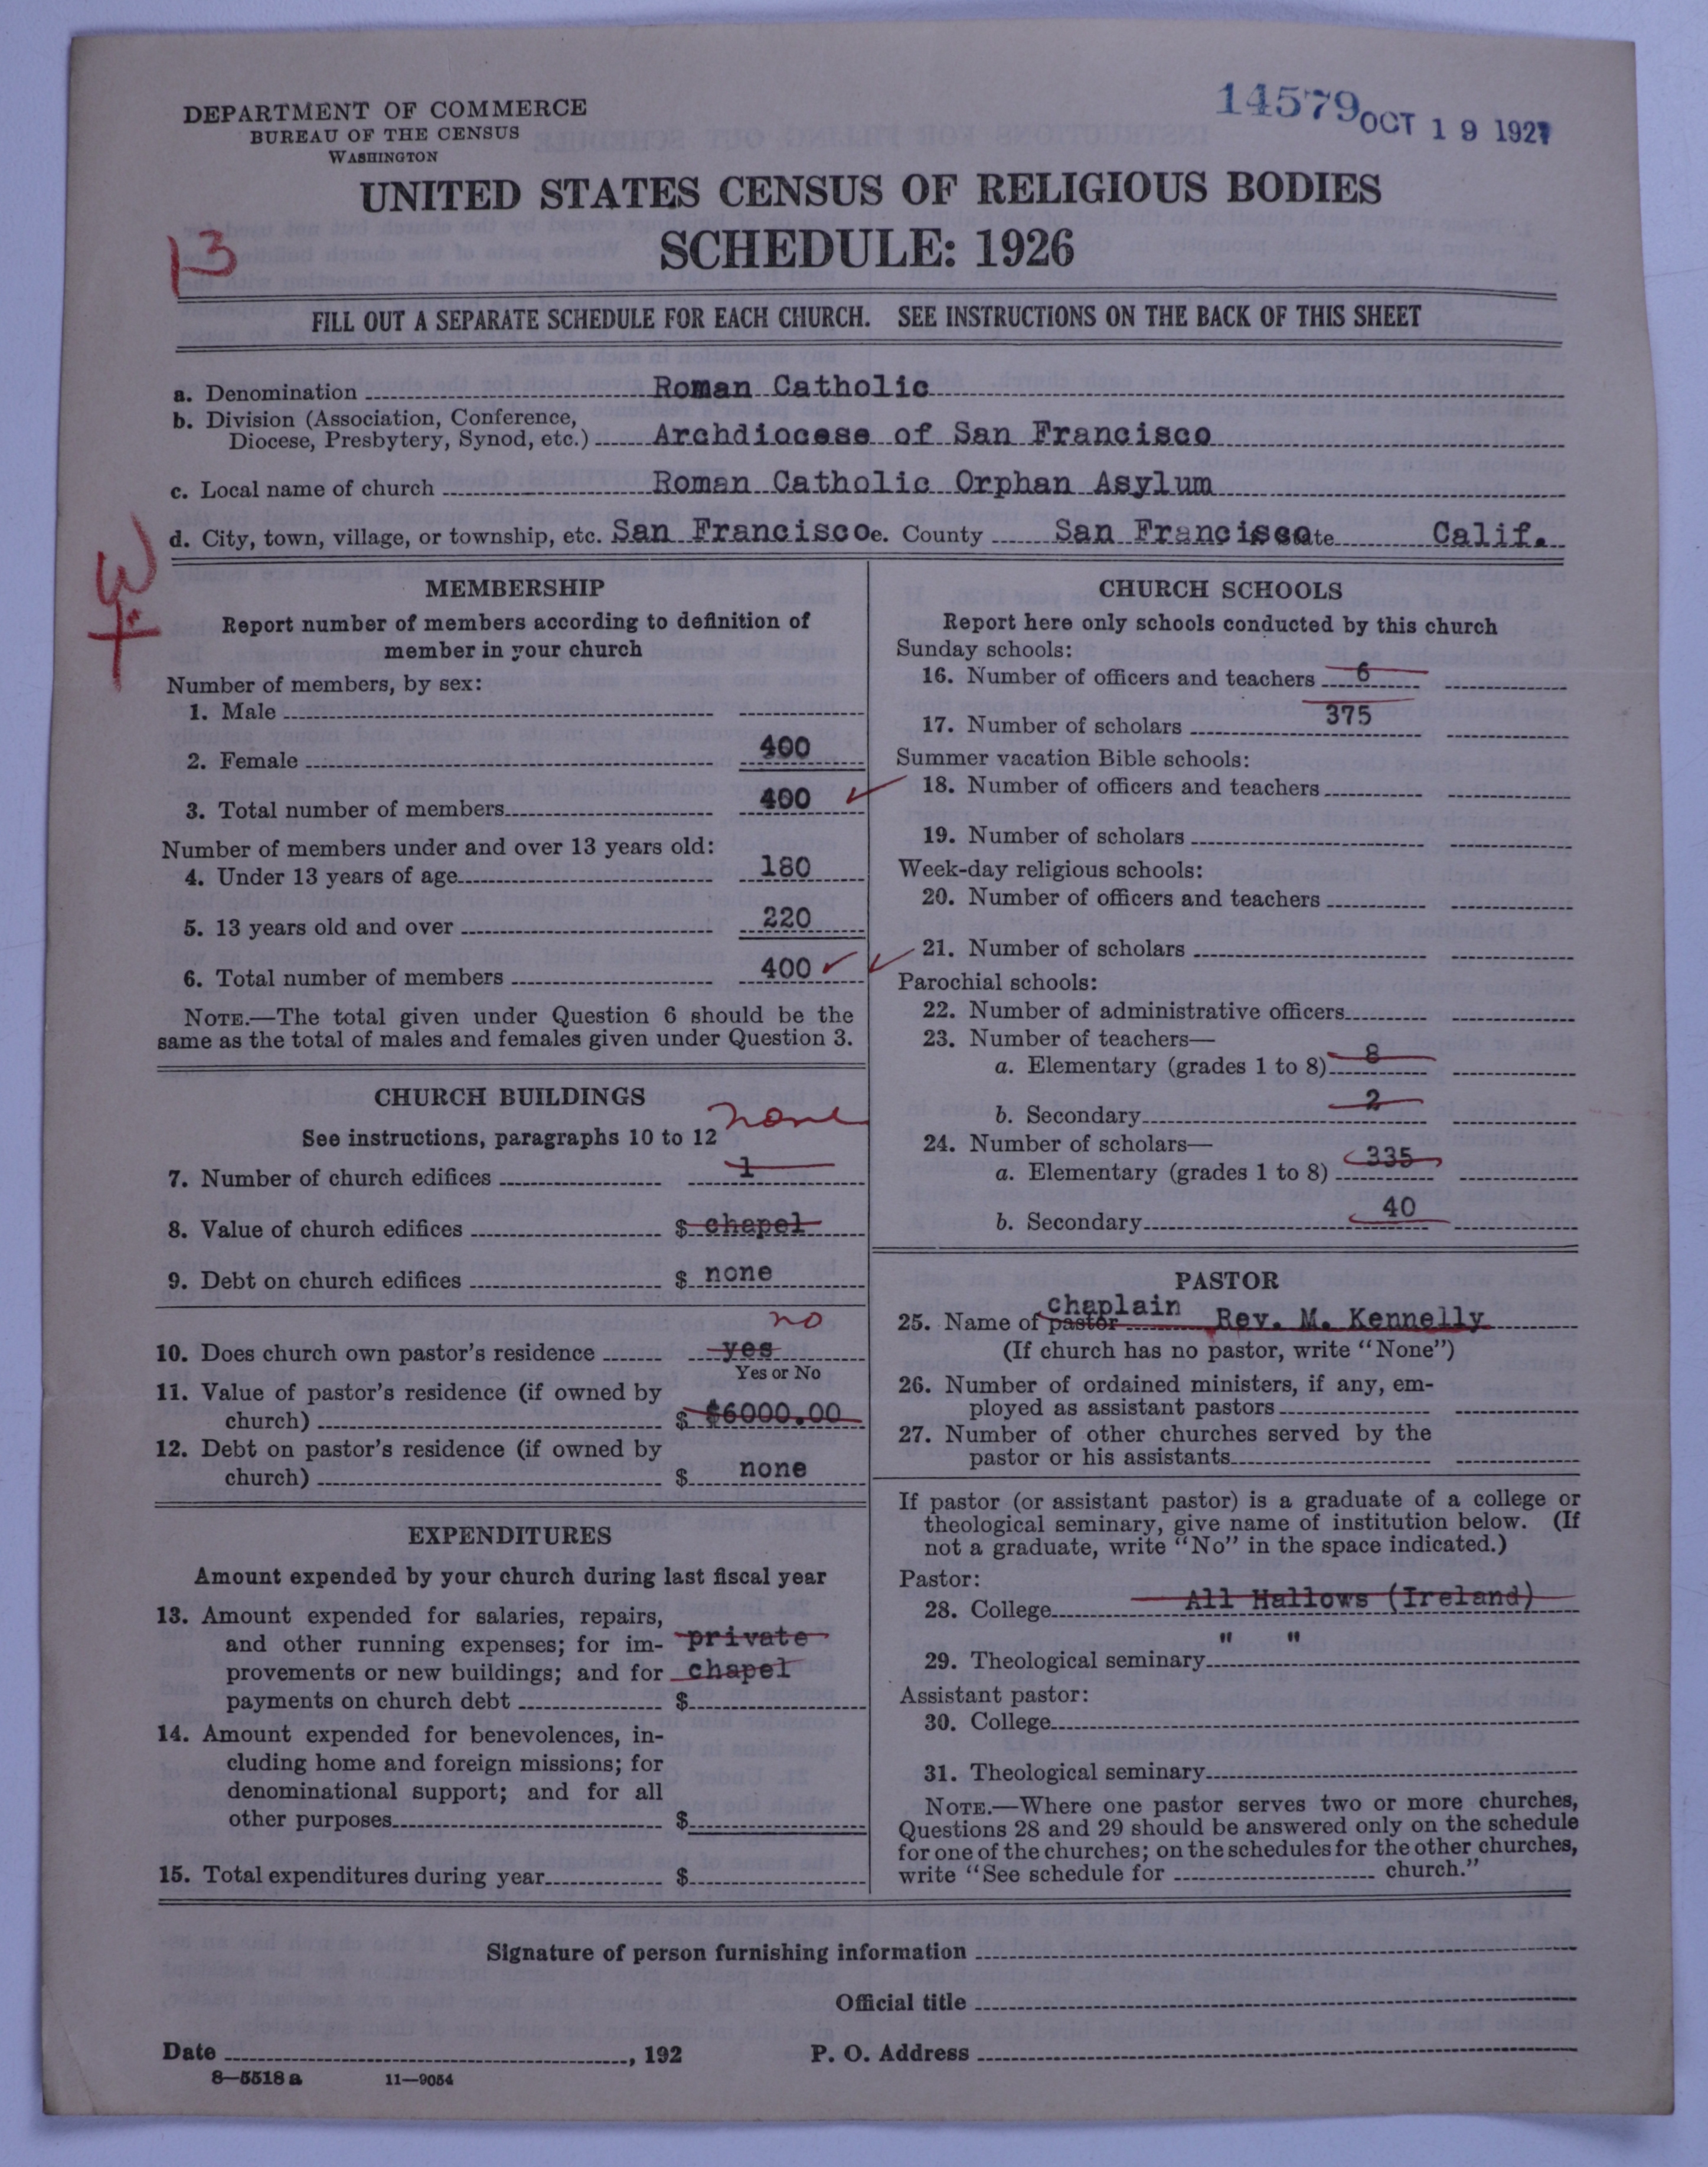 DEPARTMENT OF COMMERCE
BUREAU OF THE CENSUS
WASHINGTON
14579 OCT 19 1927
UNITED STATES CENSUS OF RELIGIOUS BODIES
SCHEDULE: 1926
13
FILL OUT A SEPARATE SCHEDULE FOR EACH CHURCH. SEE INSTRUCTIONS ON THE BACK OF THIS SHEET
a. Denomination Roman Catholic
b. Division (Association, Conference,
Diocese, Presbytery, Synod, etc.) Archdiocese of San Francisco
c. Local name of church Roman Catholic Orphan Asylum
d. City, town, village, or township, etc. San Francisco e. County San Francisco State Calif.
W
MEMBERSHIP
Report number of members according to definition of
member in your church
Number of members, by sex:
1. Male
2. Female 400
3. Total number of members 400
Number of members under and over 13 years old:
4. Under 13 years of age 180
5. 13 years old and over 220
6. Total number of members 400
NOTE.—The total given under Question 6 should be the
same as the total of males and females given under Question 3.
CHURCH BUILDINGS
none
See instructions, paragraphs 10 to 12
7. Number of church edifices 1
8. Value of church edifices $ chapel
9. Debt on church edifices $ none
no
10. Does church own pastor's residence yes
Yes or No
11. Value of pastor's residence (if owned by
church) $ $6000.00
12. Debt on pastor's residence (if owned by
church) $ none
EXPENDITURES
Amount expended by your church during last fiscal year
13. Amount expended for salaries, repairs,
and other running expenses; for im- private
provements or new buildings; and for chapel
payments on church debt $
14. Amount expended for benevolences, in-
cluding home and foreign missions; for
denominational support; and for all
other purposes $
15. Total expenditures during year $
CHURCH SCHOOLS
Report here only schools conducted by this church
Sunday schools:
16. Number of officers and teachers 6
17. Number of scholars 375
Summer vacation Bible schools:
18. Number of officers and teachers
19. Number of scholars
Week-day religious schools:
20. Number of officers and teachers
21. Number of scholars
Parochial schools:
22. Number of administrative officers
23. Number of teachers—
a. Elementary (grades 1 to 8) 8
b. Secondary 2
24. Number of scholars—
a. Elementary (grades 1 to 8) 335
b. Secondary 40
PASTOR
chaplain
25. Name of pastor Rev. M. Kennelly
(If church has no pastor, write "None")
26. Number of ordained ministers, if any, em-
ployed as assistant pastors
27. Number of other churches served by the
pastor or his assistants
If pastor (or assistant pastor) is a graduate of a college or
theological seminary, give name of institution below. (If
not a graduate, write "No" in the space indicated.)
Pastor:
28. College All Hallows (Ireland)
29. Theological seminary " "
Assistant pastor:
30. College
31. Theological seminary
NOTE.—Where one pastor serves two or more churches,
Questions 28 and 29 should be answered only on the schedule
for one of the churches; on the schedules for the other churches,
write "See schedule for church."
Signature of person furnishing information
Official title
Date , 192 P. O. Address
8—5518 a 11—9054